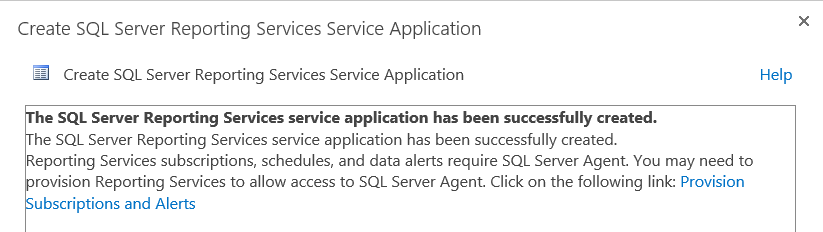 Create SQL Server Reporting Services Service Application
Create SQL Server Reporting Services Service Application Help
The SQL Server Reporting Services service application has been successfully created.
The SQL Server Reporting Services service application has been successfully created.
Reporting Services subscriptions, schedules, and data alerts require SQL Server Agent. You may need to
provision Reporting Services to allow access to SQL Server Agent. Click on the following link: Provision
Subscriptions and Alerts